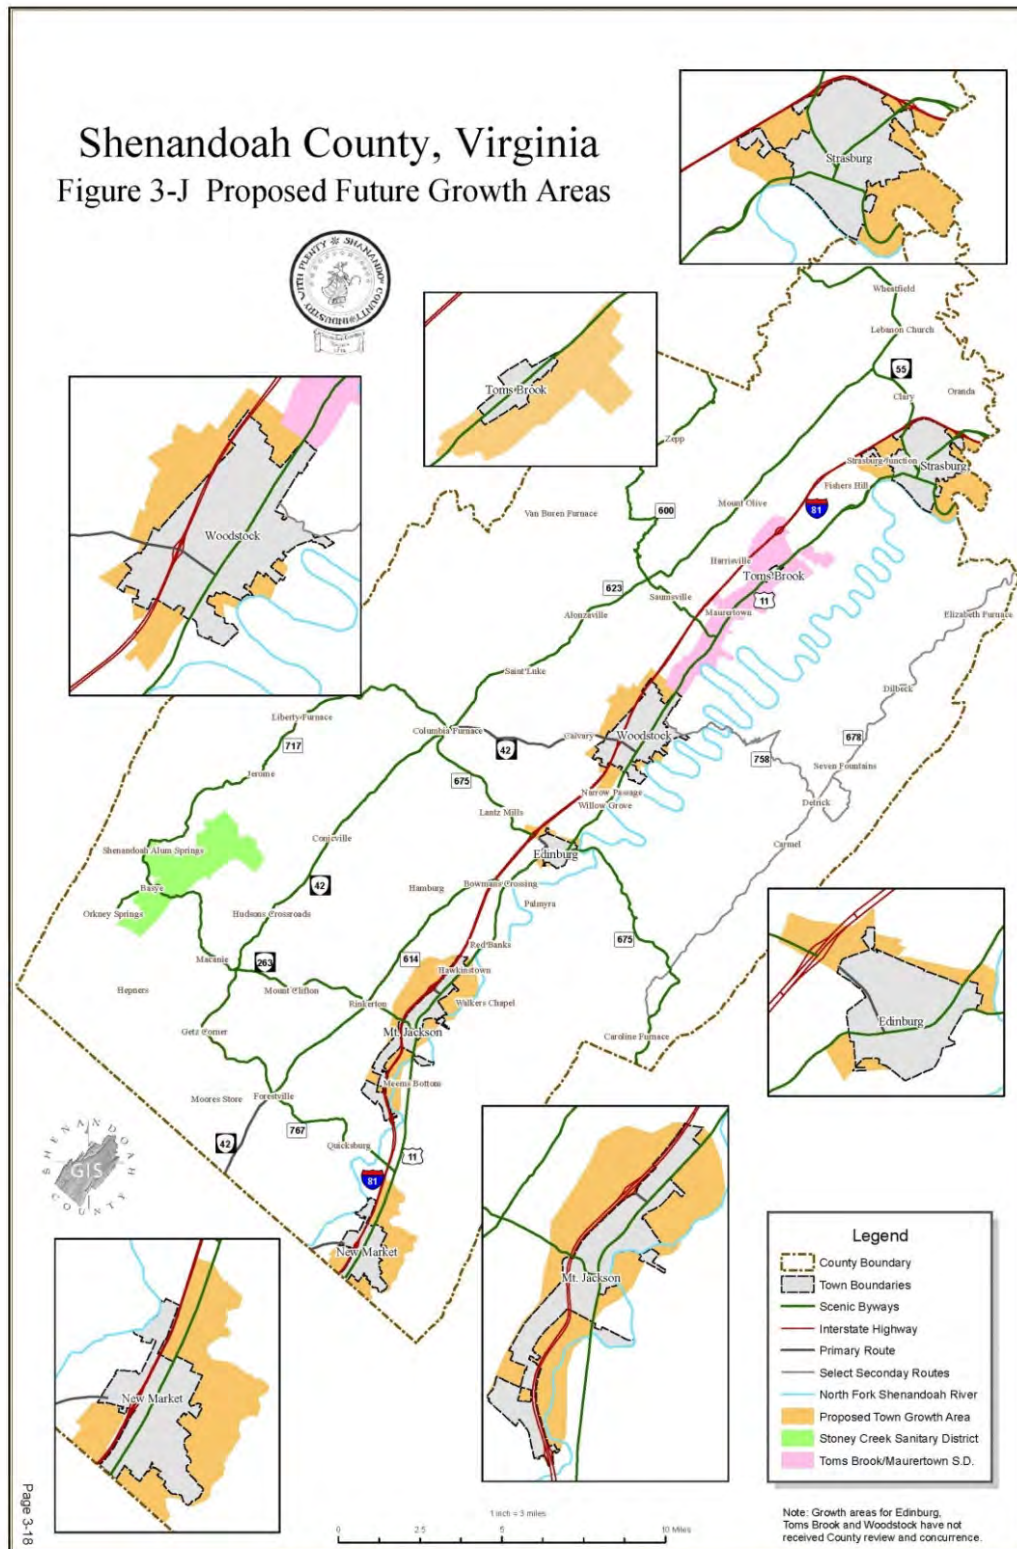 Shenandoah County, Virginia
Figure 3-J Proposed Future Growth Areas
Strasburg
Toms Brook
Woodstock
Wheatfield
Lebanon Church
55
Clary
Oranda
Zepp
Strasburg Junction
Strasburg
Fishers Hill
Van Buren Furnace
600
Mount Olive
81
Harrisville
Toms Brook
623
Saumsville
11
Alonzaville
Maurertown
Elizabeth Furnace
Saint Luke
Dilbeck
Liberty Furnace
Columbia Furnace
Calvary
Woodstock
717
42
758
678
Jerome
675
Seven Fountains
Narrow Passage
Willow Grove
Detrick
Lantz Mills
Conicville
Carmel
Shenandoah Alum Springs
Edinburg
Basye
42
Hamburg
Bowmans Crossing
Orkney Springs
Hudsons Crossroads
Palmyra
675
Red Banks
Macanie
263
614
Hawkinstown
Hepners
Mount Clifton
Rinkerton
Walkers Chapel
Getz Corner
Mt. Jackson
Caroline Furnace
Edinburg
Meems Bottom
Moores Store
Forestville
767
42
Quicksburg
11
81
SHENANDOAH
GIS
COUNTY
New Market
Mt. Jackson
New Market
Legend
County Boundary
Town Boundaries
Scenic Byways
Interstate Highway
Primary Route
Select Seconday Routes
North Fork Shenandoah River
Proposed Town Growth Area
Stoney Creek Sanitary District
Toms Brook/Maurertown S.D.
Page 3-18
1 inch = 3 miles
0 2.5 5 10 Miles
Note: Growth areas for Edinburg,
Toms Brook and Woodstock have not
received County review and concurrence.